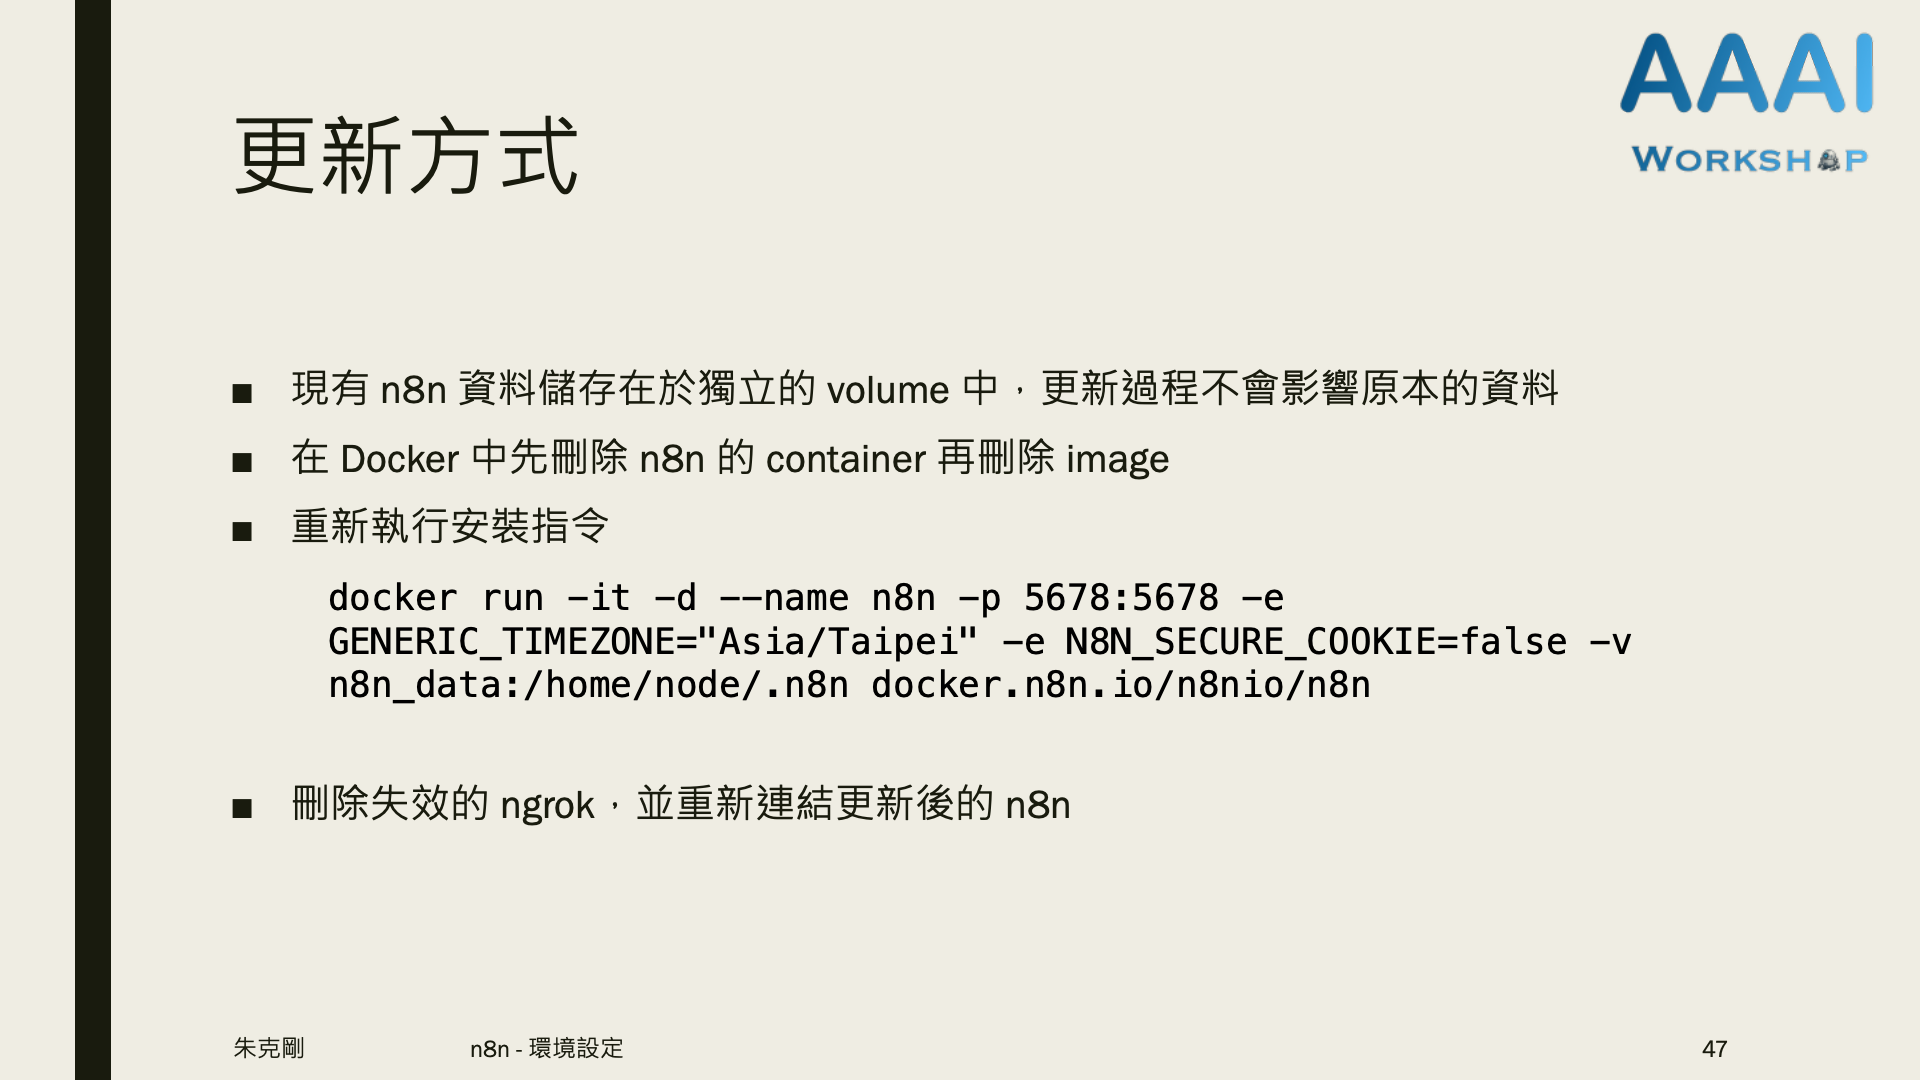 AAAI
WORKSHOP
更新方式
■ 現有 n8n 資料儲存在於獨立的 volume 中，更新過程不會影響原本的資料
■ 在 Docker 中先刪除 n8n 的 container 再刪除 image
■ 重新執行安裝指令
docker run -it -d --name n8n -p 5678:5678 -e
GENERIC_TIMEZONE="Asia/Taipei" -e N8N_SECURE_COOKIE=false -v
n8n_data:/home/node/.n8n docker.n8n.io/n8nio/n8n
■ 刪除失效的 ngrok，並重新連結更新後的 n8n
朱克剛 n8n - 環境設定 47